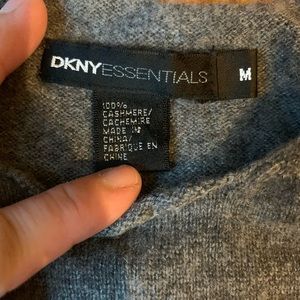 DKNYESSENTIALS
M
100%
CASHMERE/
CACHEMIRE
MADE IN
CHINA/
FABRIQUE EN
CHINE